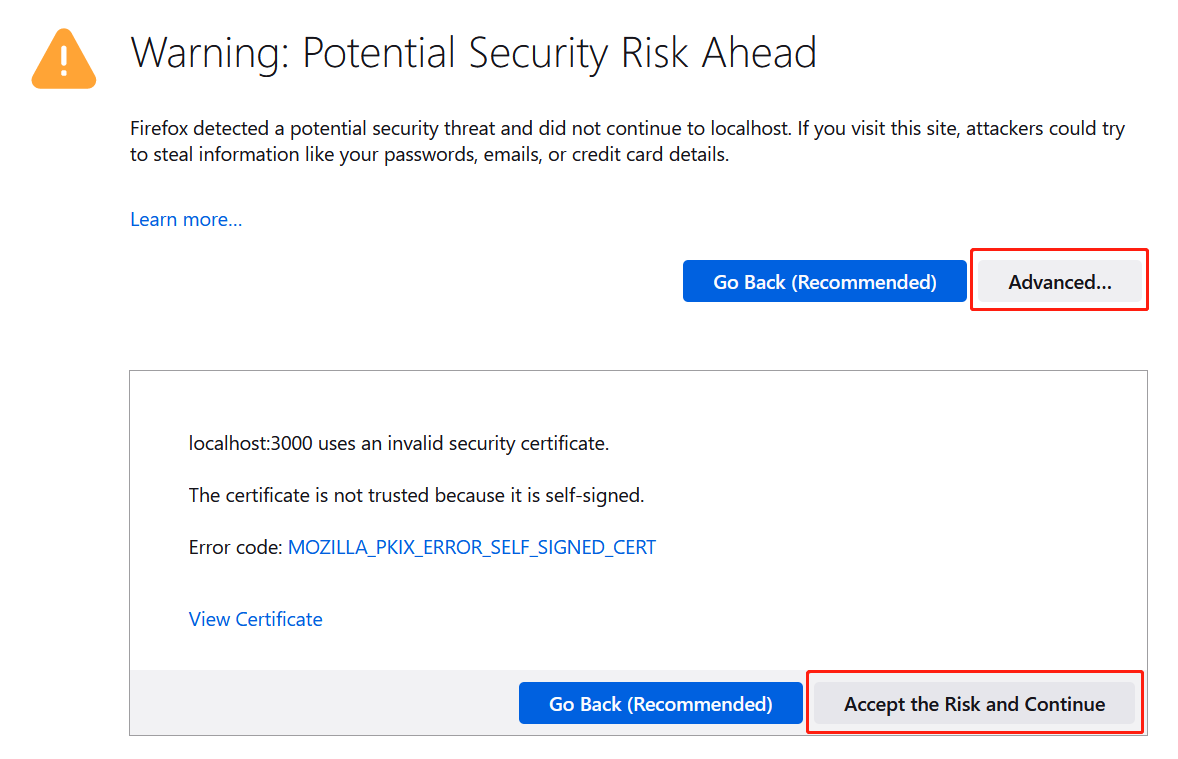 Warning: Potential Security Risk Ahead
Firefox detected a potential security threat and did not continue to localhost. If you visit this site, attackers could try
to steal information like your passwords, emails, or credit card details.
Learn more…
Go Back (Recommended)
Advanced…
localhost:3000 uses an invalid security certificate.
The certificate is not trusted because it is self-signed.
Error code: MOZILLA_PKIX_ERROR_SELF_SIGNED_CERT
View Certificate
Go Back (Recommended)
Accept the Risk and Continue